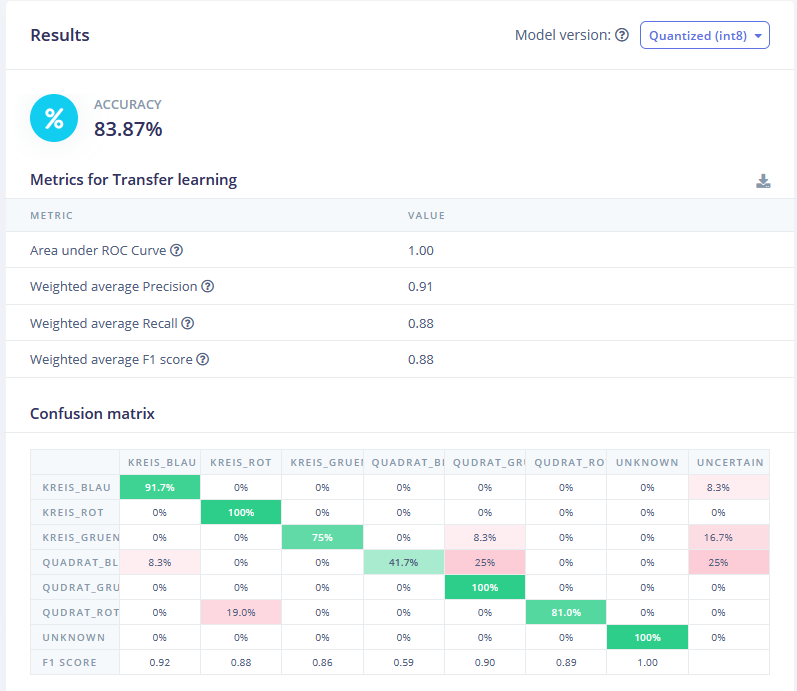 Results
Model version: Quantized (int8)
%
ACCURACY
83.87%
Metrics for Transfer learning
METRIC VALUE
Area under ROC Curve ? 1.00
Weighted average Precision ? 0.91
Weighted average Recall ? 0.88
Weighted average F1 score ? 0.88
Confusion matrix
KREIS_BLAU KREIS_ROT KREIS_GRUEN QUADRAT_BL QUDRAT_GRU QUDRAT_ROT UNKNOWN UNCERTAIN
KREIS_BLAU 91.7% 0% 0% 0% 0% 0% 0% 8.3%
KREIS_ROT 0% 100% 0% 0% 0% 0% 0% 0%
KREIS_GRUEN 0% 0% 75% 0% 8.3% 0% 0% 16.7%
QUADRAT_BL 8.3% 0% 0% 41.7% 25% 0% 0% 25%
QUDRAT_GRU 0% 0% 0% 0% 100% 0% 0% 0%
QUDRAT_ROT 0% 19.0% 0% 0% 0% 81.0% 0% 0%
UNKNOWN 0% 0% 0% 0% 0% 0% 100% 0%
F1 SCORE 0.92 0.88 0.86 0.59 0.90 0.89 1.00